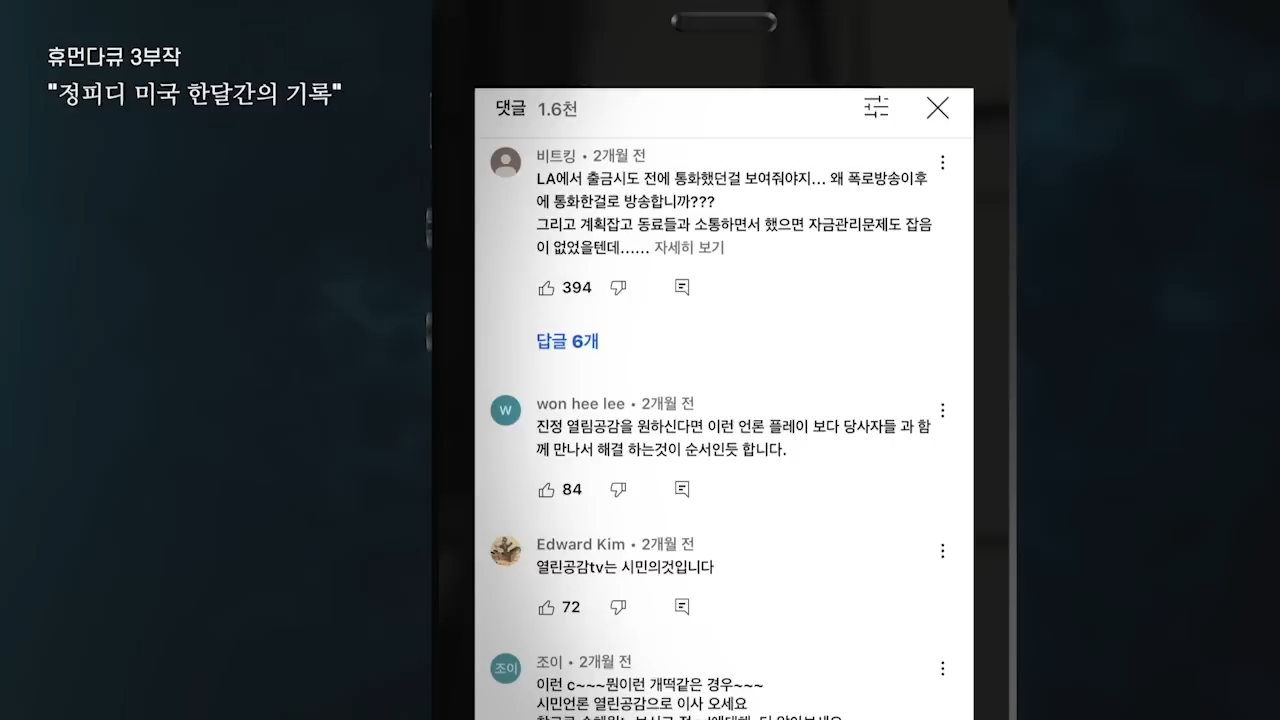 휴먼다큐 3부작
"정피디 미국 한달간의 기록"
댓글 1.6천
비트킹 • 2개월 전
LA에서 출금시도 전에 통화했던걸 보여줘야지... 왜 폭로방송이후
에 통화한걸로 방송합니까???
그리고 계획잡고 동료들과 소통하면서 했으면 자금관리문제도 잡음
이 없었을텐데...... 자세히 보기
394
답글 6개
W
won hee lee • 2개월 전
진정 열림공감을 원하신다면 이런 언론 플레이 보다 당사자들 과 함
께 만나서 해결 하는것이 순서인듯 합니다.
84
Edward Kim • 2개월 전
열린공감tv는 시민의것입니다
72
조이
조이 • 2개월 전
이런 c~~~뭔이런 개떡같은 경우~~~
시민언론 열린공감으로 이사 오세요